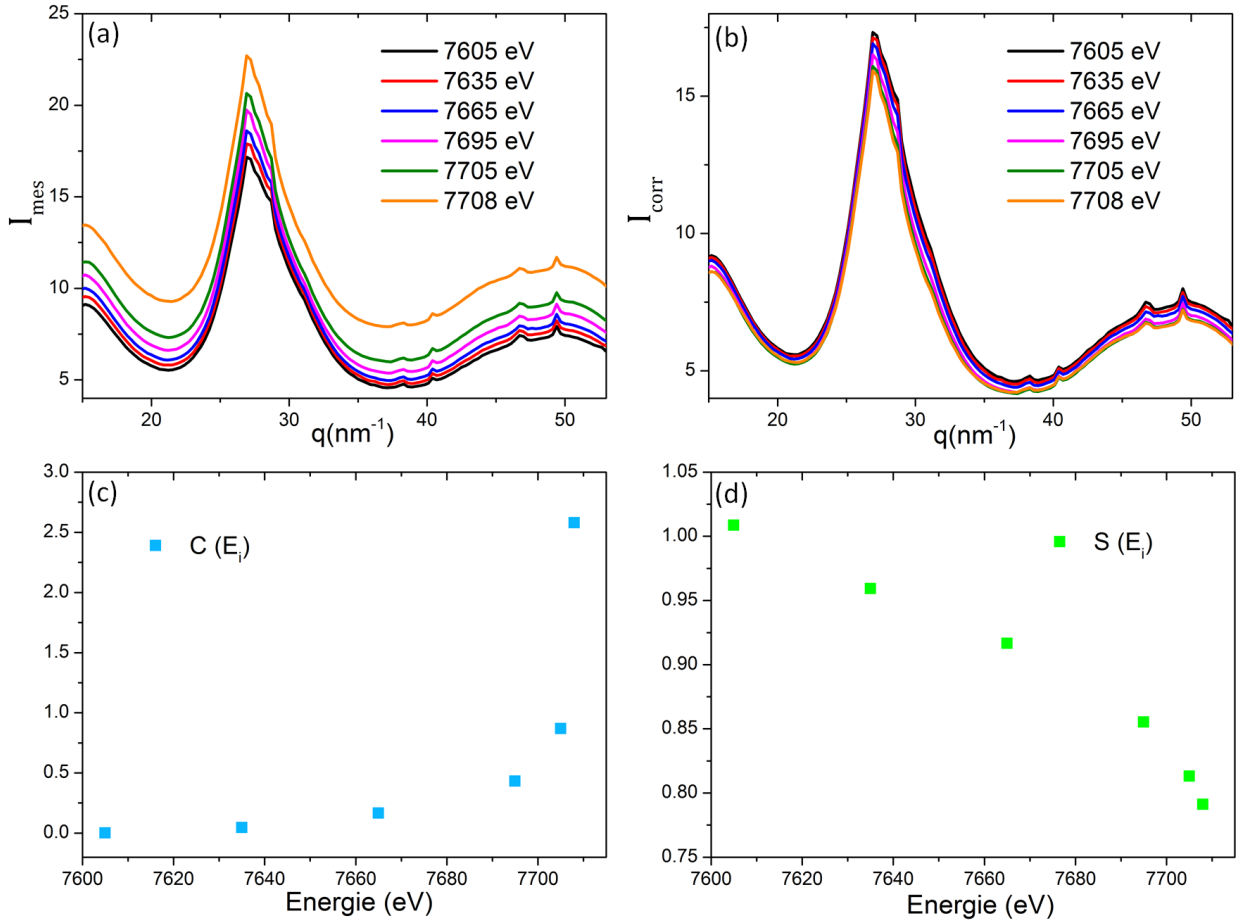 (a)
25
20
15
10
5
I_mes
7605 eV
7635 eV
7665 eV
7695 eV
7705 eV
7708 eV
20 30 40 50
q(nm⁻¹)
(b)
15
10
5
I_corr
7605 eV
7635 eV
7665 eV
7695 eV
7705 eV
7708 eV
20 30 40 50
q(nm⁻¹)
(c)
3.0
2.5
2.0
1.5
1.0
0.5
0.0
C (E_i)
7600 7620 7640 7660 7680 7700
Energie (eV)
(d)
1.05
1.00
0.95
0.90
0.85
0.80
0.75
S (E_i)
7600 7620 7640 7660 7680 7700
Energie (eV)